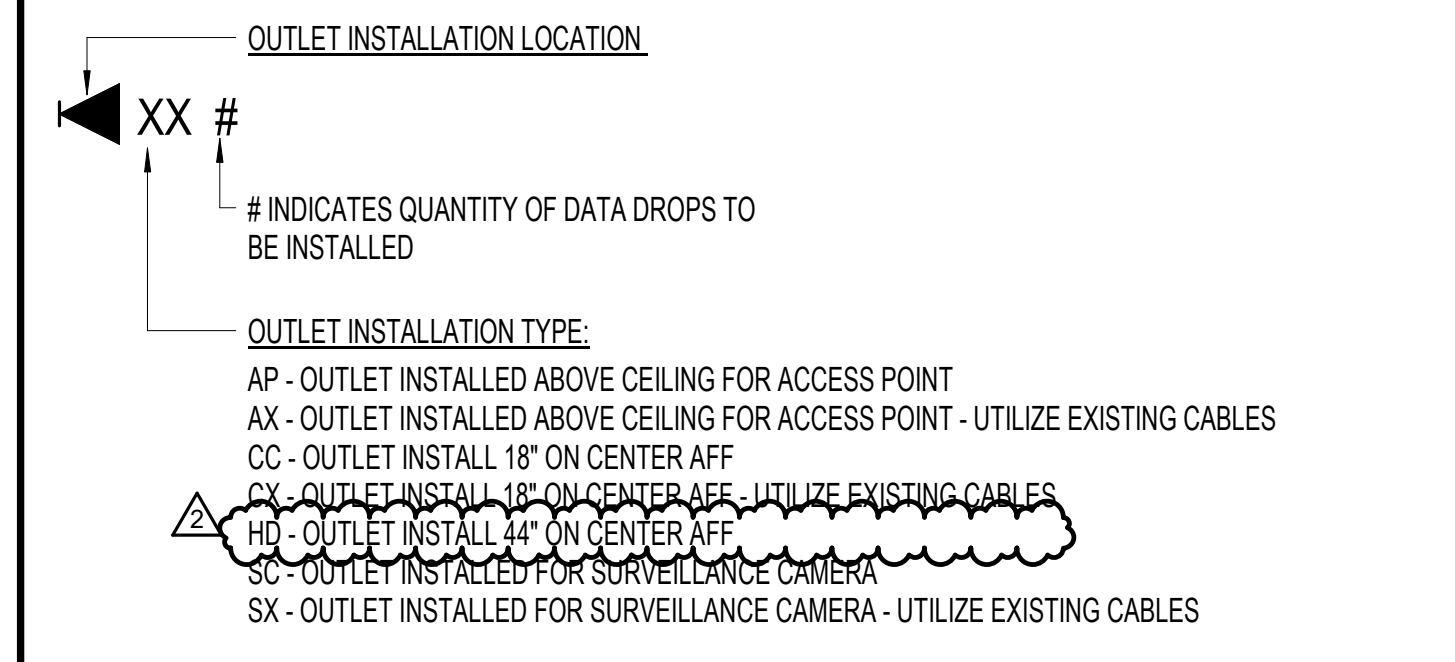 OUTLET INSTALLATION LOCATION
XX #
# INDICATES QUANTITY OF DATA DROPS TO
BE INSTALLED
OUTLET INSTALLATION TYPE:
AP - OUTLET INSTALLED ABOVE CEILING FOR ACCESS POINT
AX - OUTLET INSTALLED ABOVE CEILING FOR ACCESS POINT - UTILIZE EXISTING CABLES
CC - OUTLET INSTALL 18" ON CENTER AFF
CX - OUTLET INSTALL 18" ON CENTER AFF - UTILIZE EXISTING CABLES
2
HD - OUTLET INSTALL 44" ON CENTER AFF
SC - OUTLET INSTALLED FOR SURVEILLANCE CAMERA
SX - OUTLET INSTALLED FOR SURVEILLANCE CAMERA - UTILIZE EXISTING CABLES